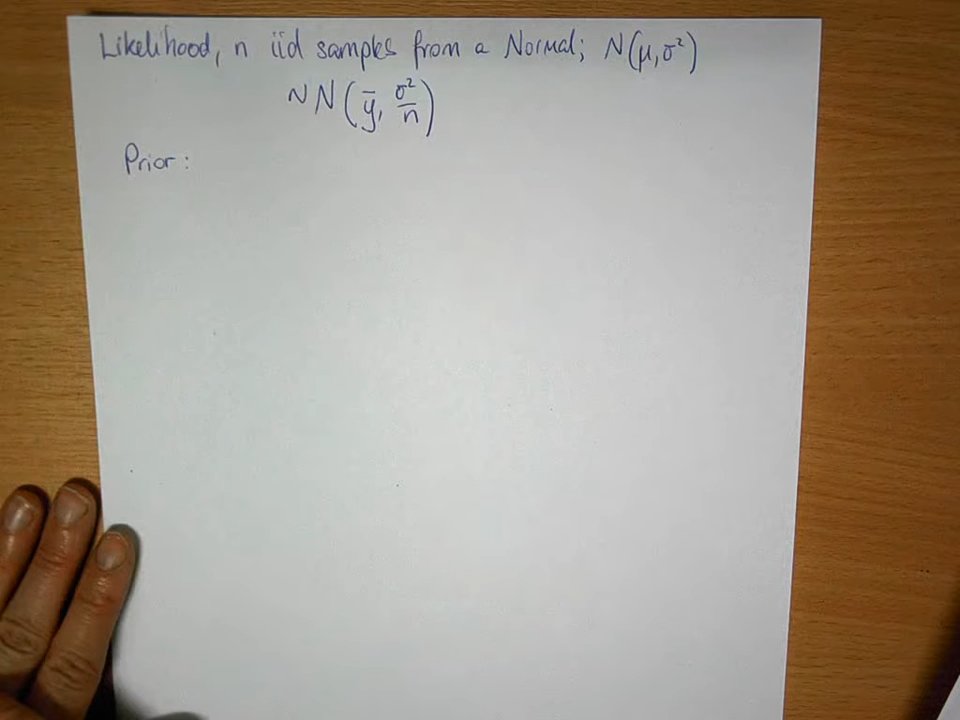 Likelihood, n iid samples from a Normal; N(μ,σ²)
~N(ȳ, σ²/n)
Prior: